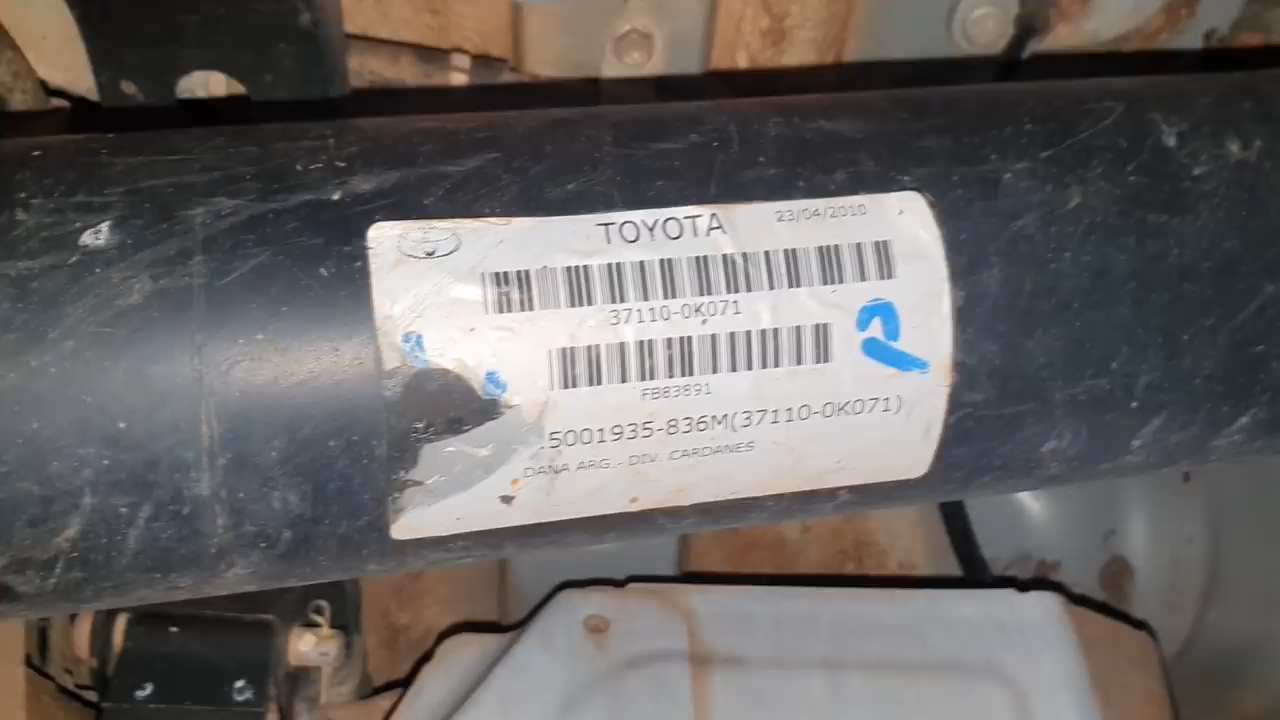 TOYOTA 23/04/2010
37110-0K071
FB83891
.5001935-836M(37110-0K071)
DANA ARG.- DIV. CARDANES